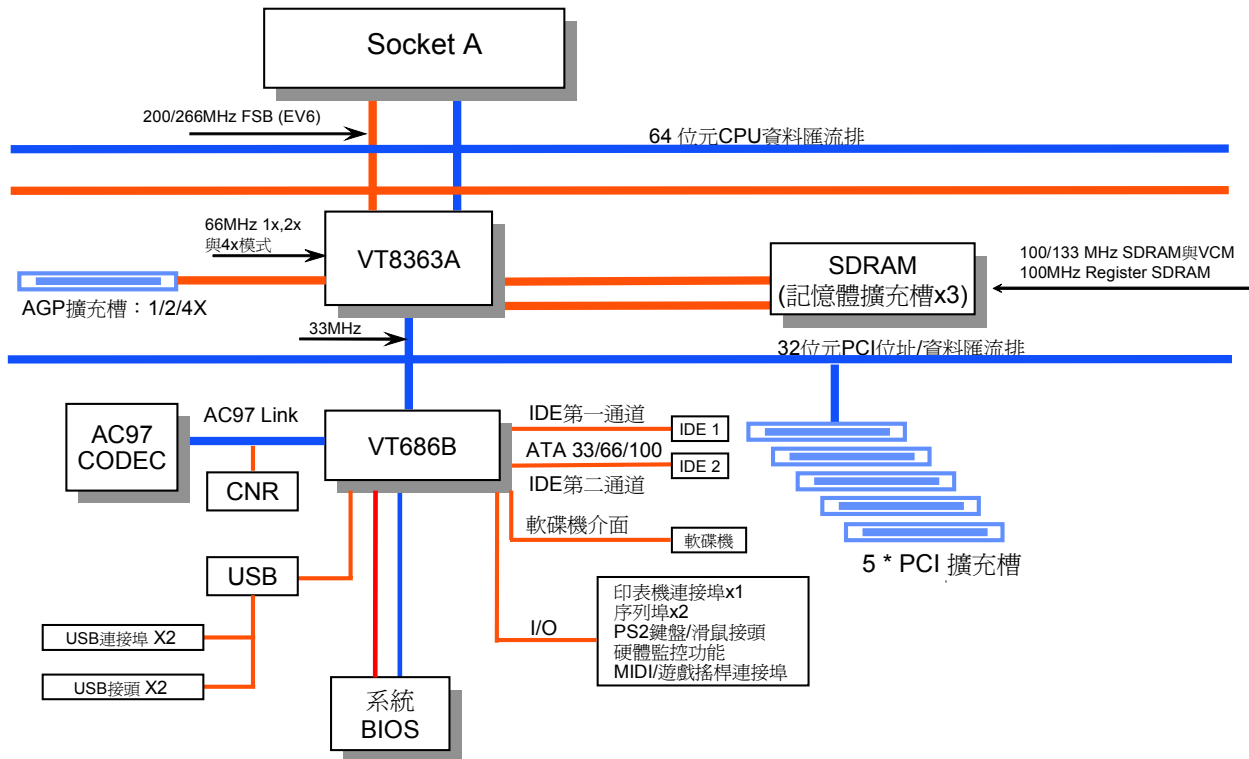 Socket A
200/266MHz FSB (EV6)
64 位元CPU資料匯流排
66MHz 1x,2x
與4x模式
VT8363A
SDRAM
(記憶體擴充槽x3)
100/133 MHz SDRAM與VCM
100MHz Register SDRAM
AGP擴充槽：1/2/4X
33MHz
32位元PCI位址/資料匯流排
AC97 Link
AC97
CODEC
VT686B
CNR
IDE第一通道
IDE 1
ATA 33/66/100
IDE 2
IDE第二通道
軟碟機介面
軟碟機
5 * PCI 擴充槽
USB
USB連接埠 X2
USB接頭 X2
I/O
印表機連接埠x1
序列埠x2
PS2鍵盤/滑鼠接頭
硬體監控功能
MIDI/遊戲搖桿連接埠
系統
BIOS